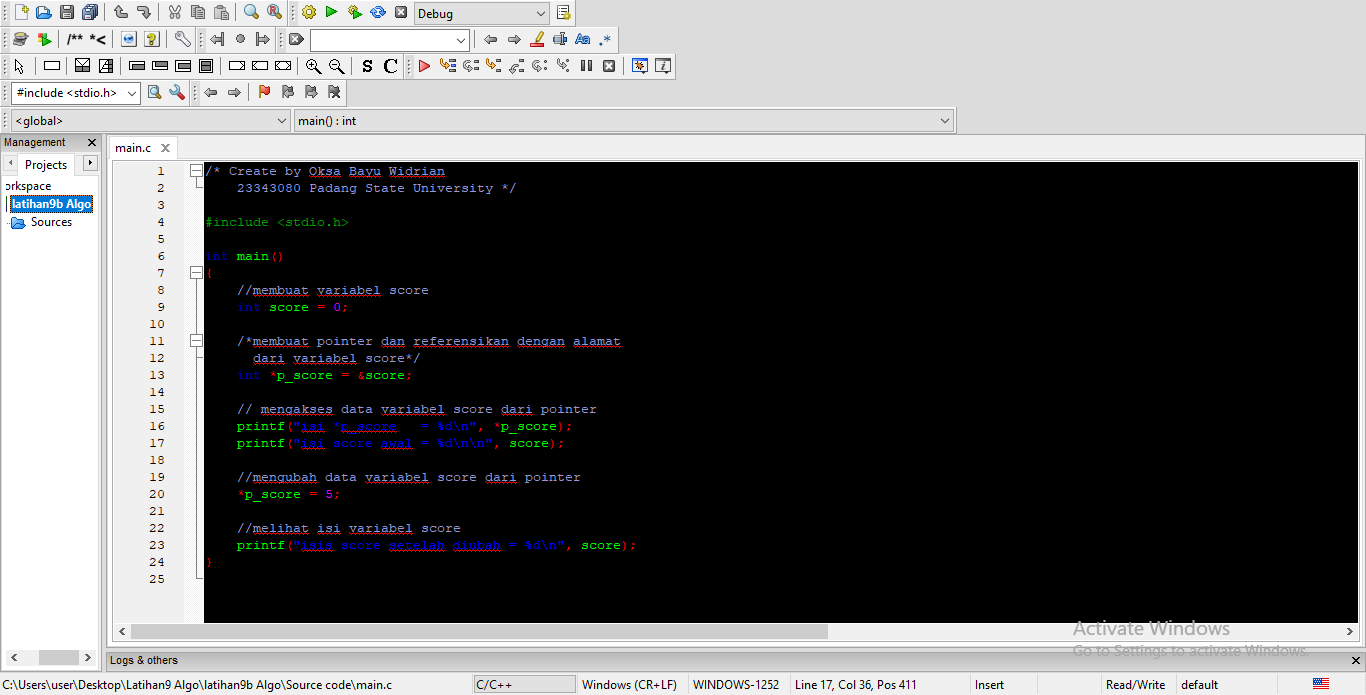 Debug
/** *<
Aa .*
S C
#include <stdio.h>
<global>
main() : int
Management
Projects
orkspace
latihan9b Algo
Sources
main.c
1 /* Create by Oksa Bayu Widrian
2 23343080 Padang State University */
3
4 #include <stdio.h>
5
6 int main()
7 {
8 //membuat variabel score
9 int score = 0;
10
11 /*membuat pointer dan referensikan dengan alamat
12 dari variabel score*/
13 int *p_score = &score;
14
15 // mengakses data variabel score dari pointer
16 printf("isi *p_score   = %d\n", *p_score);
17 printf("isi score awal = %d\n\n", score);
18
19 //mengubah data variabel score dari pointer
20 *p_score = 5;
21
22 //melihat isi variabel score
23 printf("isis score setelah diubah = %d\n", score);
24 }
25
Activate Windows
Go to Settings to activate Windows.
Logs & others
C:\Users\user\Desktop\Latihan9 Algo\latihan9b Algo\Source code\main.c C/C++ Windows (CR+LF) WINDOWS-1252 Line 17, Col 36, Pos 411 Insert Read/Write default